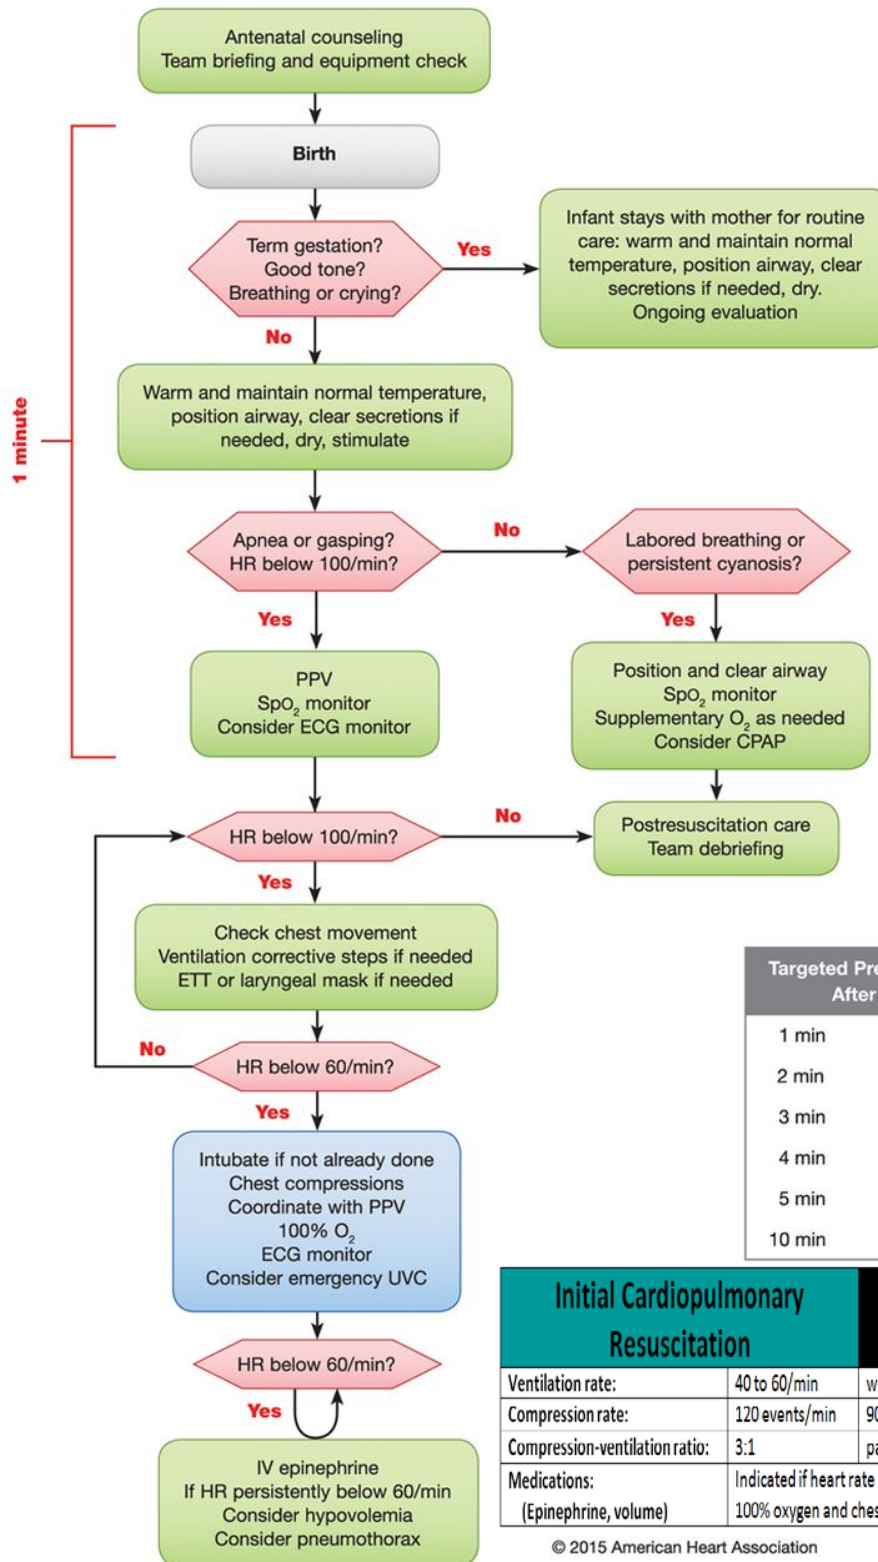 Antenatal counseling
Team briefing and equipment check
Birth
1 minute
Term gestation?
Good tone?
Breathing or crying?
Yes
Infant stays with mother for routine
care: warm and maintain normal
temperature, position airway, clear
secretions if needed, dry.
Ongoing evaluation
No
Warm and maintain normal temperature,
position airway, clear secretions if
needed, dry, stimulate
Apnea or gasping?
HR below 100/min?
No
Labored breathing or
persistent cyanosis?
Yes
Yes
PPV
SpO₂ monitor
Consider ECG monitor
Position and clear airway
SpO₂ monitor
Supplementary O₂ as needed
Consider CPAP
HR below 100/min?
No
Postresuscitation care
Team debriefing
Yes
Check chest movement
Ventilation corrective steps if needed
ETT or laryngeal mask if needed
HR below 60/min?
No
Yes
Intubate if not already done
Chest compressions
Coordinate with PPV
100% O₂
ECG monitor
Consider emergency UVC
HR below 60/min?
Yes
IV epinephrine
If HR persistently below 60/min
Consider hypovolemia
Consider pneumothorax
Targeted Pre
After
1 min
2 min
3 min
4 min
5 min
10 min
Initial Cardiopulmonary
Resuscitation
Ventilation rate: 40 to 60/min w
Compression rate: 120 events/min 90
Compression-ventilation ratio: 3:1 pa
Medications: Indicated if heart rate
(Epinephrine, volume) 100% oxygen and ches
© 2015 American Heart Association